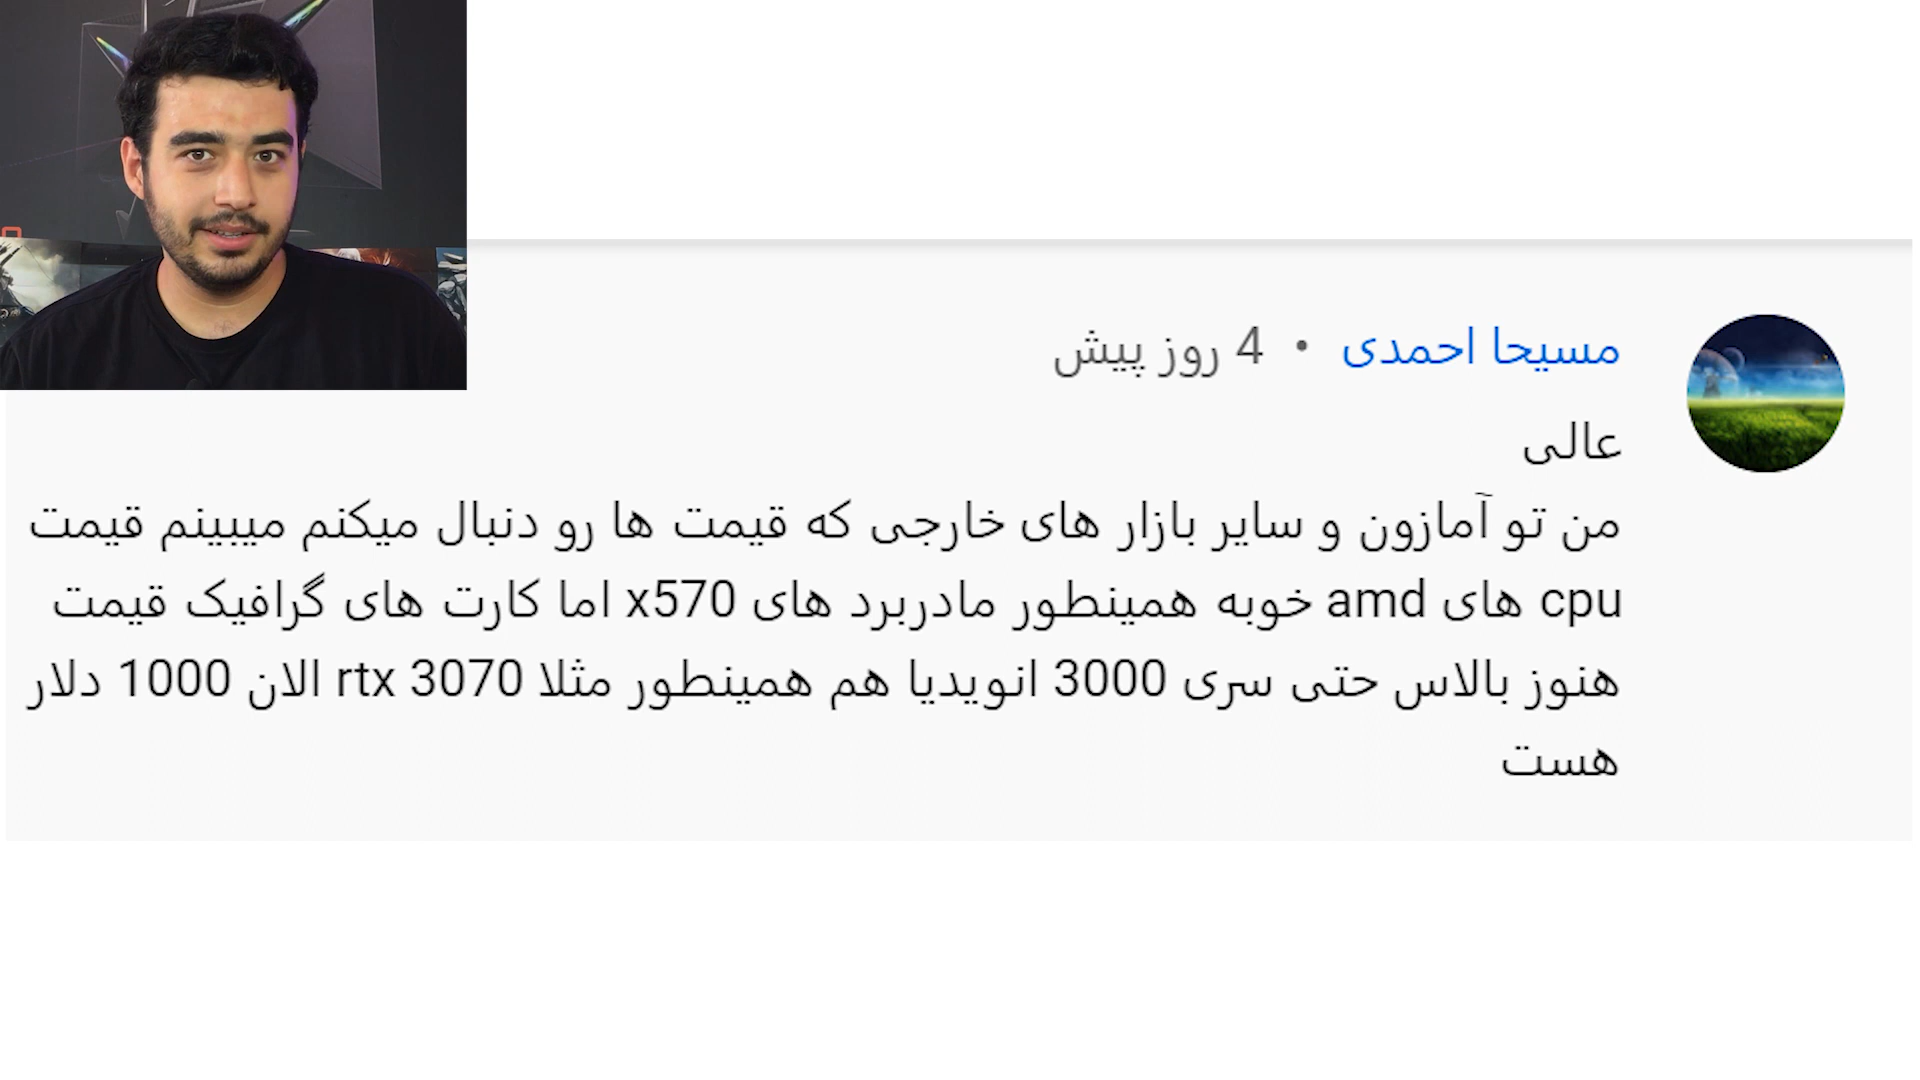 مسیحا احمدی • 4 روز پیش
عالی
من تو آمازون و سایر بازار های خارجی که قیمت ها رو دنبال میکنم میبینم قیمت
cpu های amd خوبه همینطور مادربرد های x570 اما کارت های گرافیک قیمت
هنوز بالاس حتی سری 3000 انویدیا هم همینطور مثلا rtx 3070 الان 1000 دلار
هست